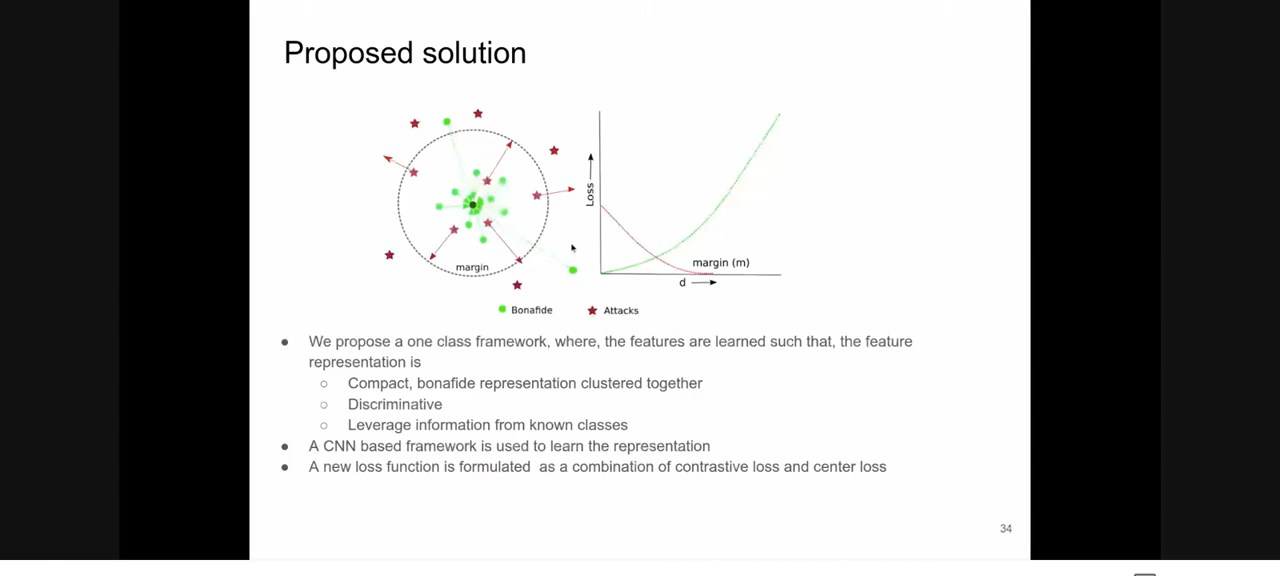 Proposed solution
Loss
margin
margin (m)
d
Bonafide
Attacks
● We propose a one class framework, where, the features are learned such that, the feature
representation is
○ Compact, bonafide representation clustered together
○ Discriminative
○ Leverage information from known classes
● A CNN based framework is used to learn the representation
● A new loss function is formulated as a combination of contrastive loss and center loss
34